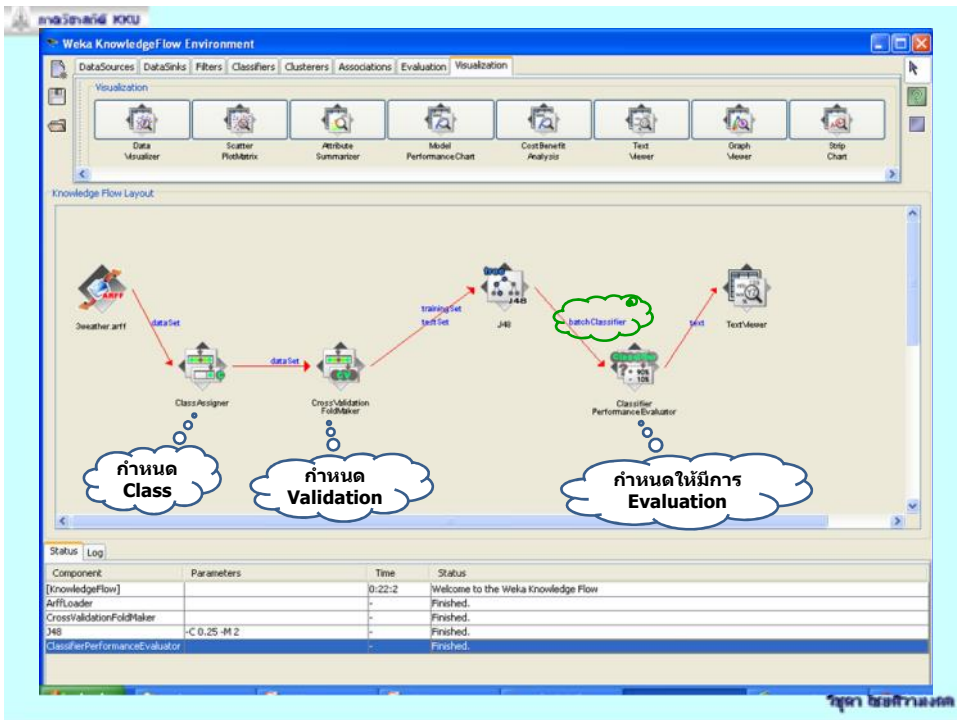 ภาควิชาสถิติ KKU
Weka KnowledgeFlow Environment
DataSources DataSinks Filters Classifiers Clusterers Associations Evaluation Visualization
Visualization
Data Visualizer
Scatter PlotMatrix
Attribute Summarizer
Model PerformanceChart
CostBenefit Analysis
Text Viewer
Graph Viewer
Strip Chart
Knowledge Flow Layout
ARFF
3weather.arff
dataSet
ClassAssigner
dataSet
CV
CrossValidation FoldMaker
trainingSet
testSet
J48
J48
batchClassifier
Classifier PerformanceEvaluator
text
TextViewer
กำหนด
Class
กำหนด
Validation
กำหนดให้มีการ
Evaluation
Status Log
Component Parameters Time Status
[KnowledgeFlow] 0:22:2 Welcome to the Weka Knowledge Flow
ArffLoader - Finished.
CrossValidationFoldMaker - Finished.
J48 -C 0.25 -M 2 - Finished.
ClassifierPerformanceEvaluator - Finished.